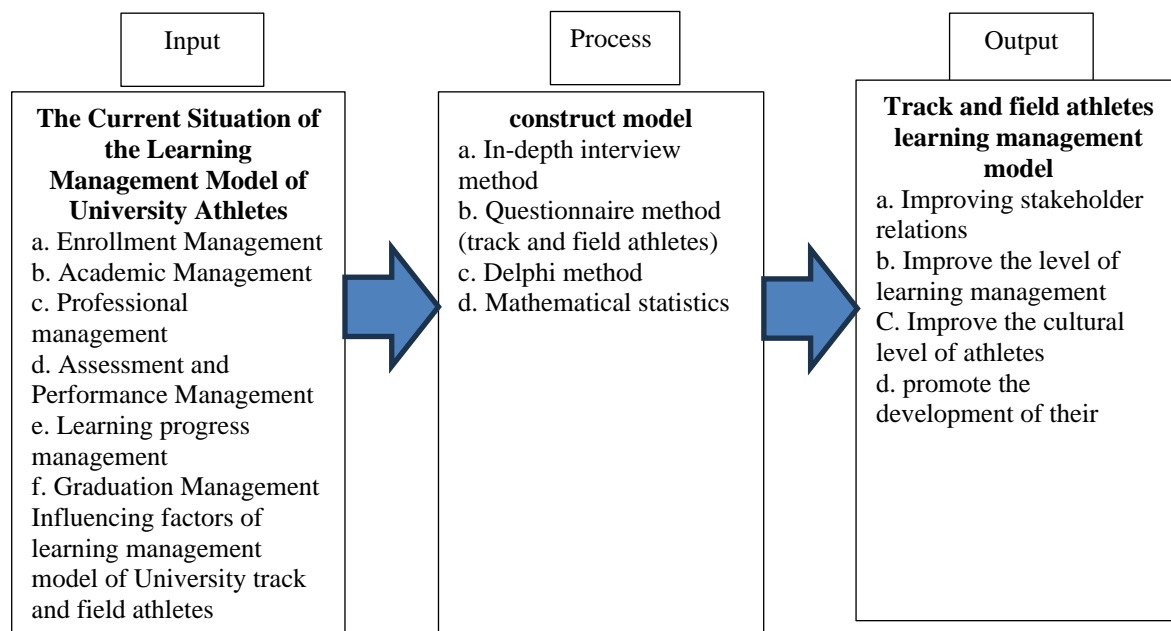 Input
The Current Situation of
the Learning
Management Model of
University Athletes
a. Enrollment Management
b. Academic Management
c. Professional
management
d. Assessment and
Performance Management
e. Learning progress
management
f. Graduation Management
Influencing factors of
learning management
model of University track
and field athletes
Process
construct model
a. In-depth interview
method
b. Questionnaire method
(track and field athletes)
c. Delphi method
d. Mathematical statistics
Output
Track and field athletes
learning management
model
a. Improving stakeholder
relations
b. Improve the level of
learning management
C. Improve the cultural
level of athletes
d. promote the
development of their